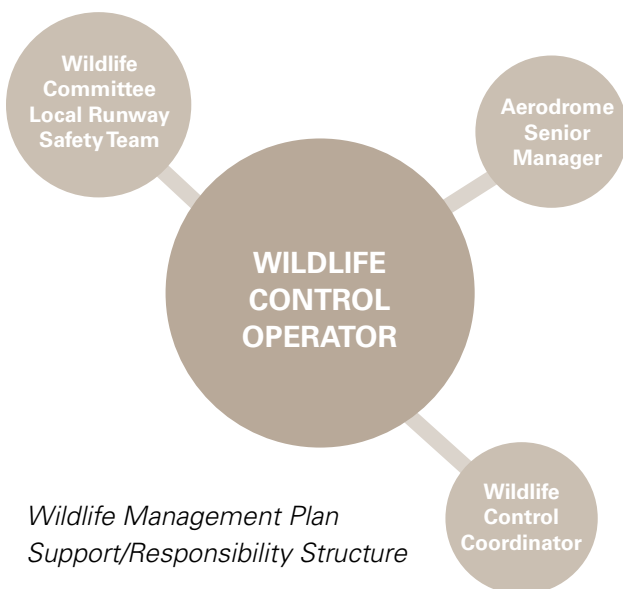 Wildlife
Committee
Local Runway
Safety Team
Aerodrome
Senior
Manager
WILDLIFE
CONTROL
OPERATOR
Wildlife
Control
Coordinator
Wildlife Management Plan
Support/Responsibility Structure